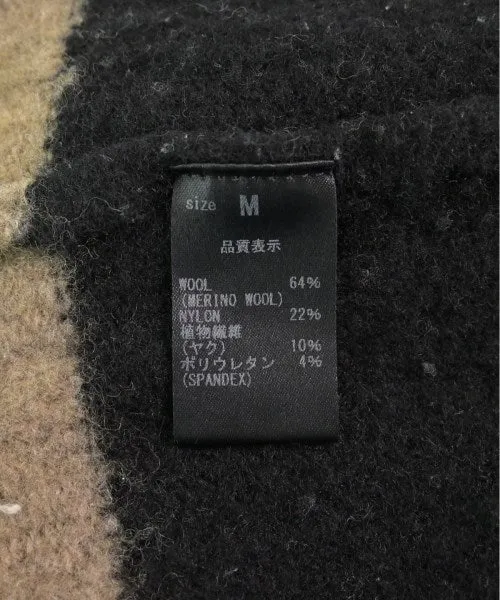 size M
品質表示
WOOL 64%
(MERINO WOOL)
NYLON 22%
植物繊維
(ヤク) 10%
ポリウレタン 4%
(SPANDEX)